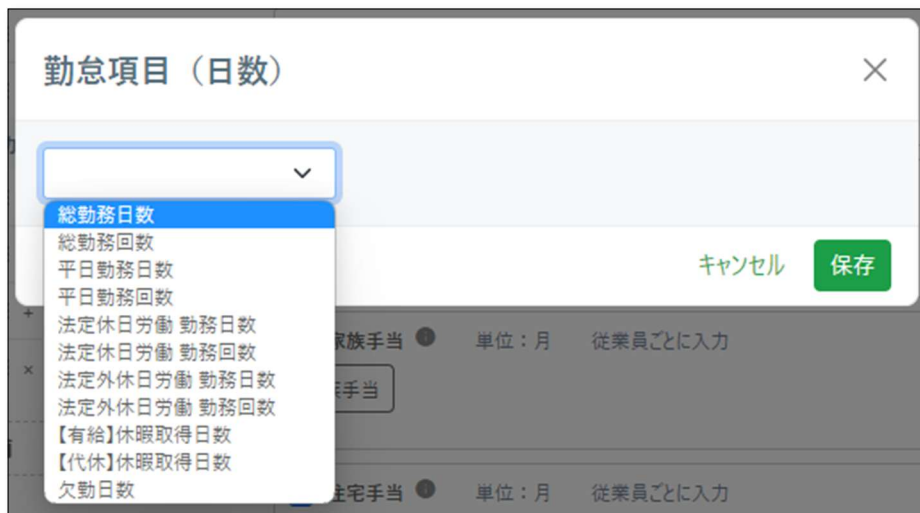 勤怠項目（日数）
総勤務日数
総勤務回数
平日勤務日数
平日勤務回数
法定休日労働 勤務日数
法定休日労働 勤務回数
法定外休日労働 勤務日数
法定外休日労働 勤務回数
【有給】休暇取得日数
【代休】休暇取得日数
欠勤日数
キャンセル
保存
家族手当 単位：月 従業員ごとに入力
手当
住宅手当 単位：月 従業員ごとに入力